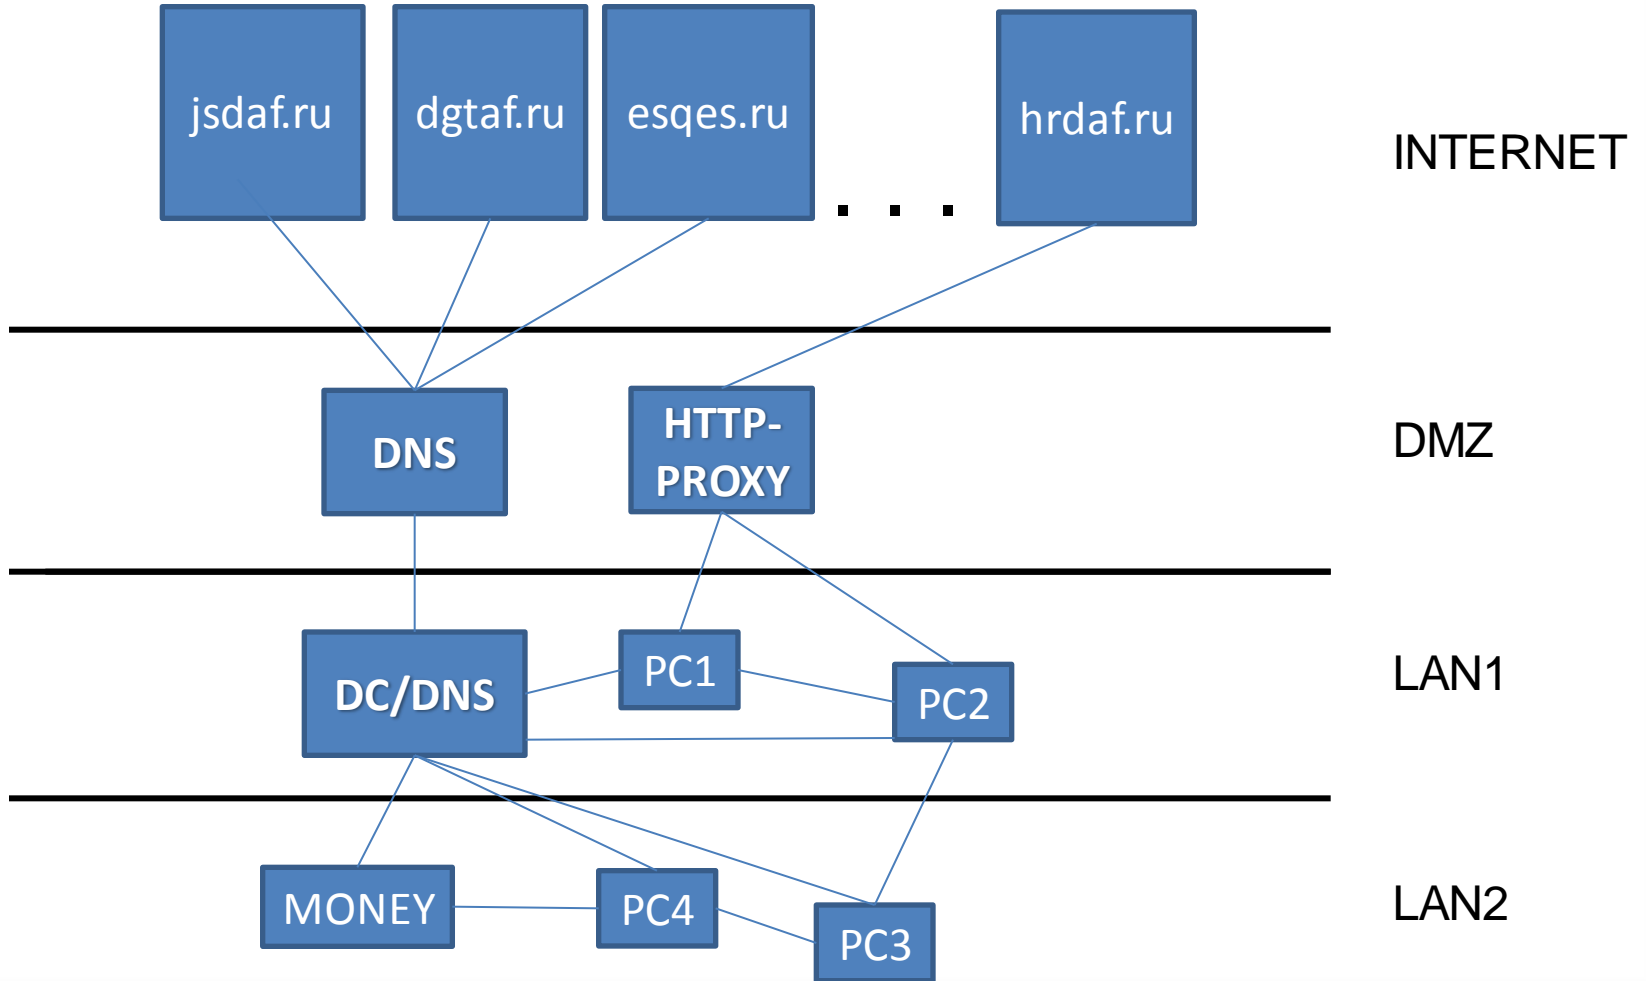 jsdaf.ru
dgtaf.ru
esqes.ru
. . .
hrdaf.ru
INTERNET
DNS
HTTP-
PROXY
DMZ
DC/DNS
PC1
PC2
LAN1
MONEY
PC4
PC3
LAN2